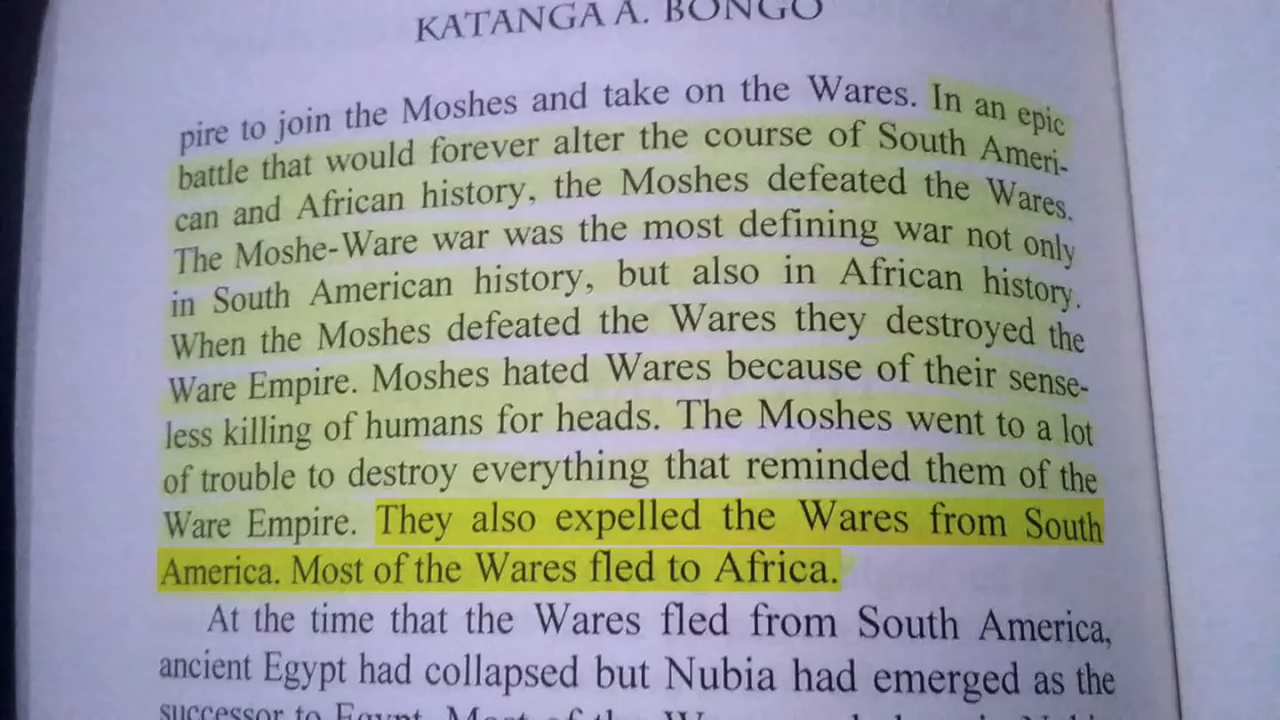 KATANGA A. BONGO
pire to join the Moshes and take on the Wares. In an epic
battle that would forever alter the course of South Ameri-
can and African history, the Moshes defeated the Wares.
The Moshe-Ware war was the most defining war not only
in South American history, but also in African history.
When the Moshes defeated the Wares they destroyed the
Ware Empire. Moshes hated Wares because of their sense-
less killing of humans for heads. The Moshes went to a lot
of trouble to destroy everything that reminded them of the
Ware Empire. They also expelled the Wares from South
America. Most of the Wares fled to Africa.
At the time that the Wares fled from South America,
ancient Egypt had collapsed but Nubia had emerged as the
successor to Egypt. Most of the